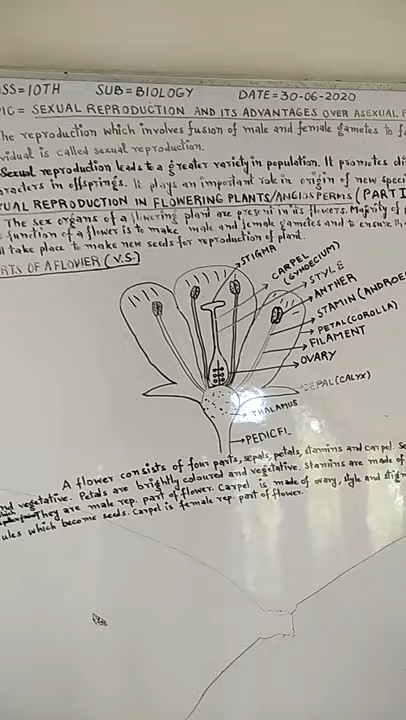 SS=10TH SUB=BIOLOGY DATE=30-06-2020
PIC= SEXUAL REPRODUCTION AND ITS ADVANTAGES OVER ASEXUAL
The reproduction which involves fusion of male and female gametes to
vidual is called sexual reproduction.
Sexual reproduction leads to a greater variety in population. It promotes
aracters in offsprings. It plays an important role in origin of new
UAL REPRODUCTION IN FLOWERING PLANTS/ANGIOSPERMS (PART
The sex organs of a flowering plant are present in its flowers. Majority of
function of a flower is to make male and female gametes and to ensure
take place to make new seeds for reproduction of plant.
RTS OF A FLOWER (V.S.)
STIGMA
CARPEL
(GYNOECIUM)
STYLE
ANTHER
STAMIN (ANDROE
PETAL (COROLLA)
FILAMENT
OVARY
SEPAL (CALYX)
THALAMUS
PEDICEL
A flower consists of four parts, sepals, petals, stamins and carpel.
and vegetative. Petals are brightly coloured and vegetative. Stamins are made of
They are male rep. part of flower. Carpel is made of ovary, style and
ules which become seeds. Carpel is female rep. part of flower.